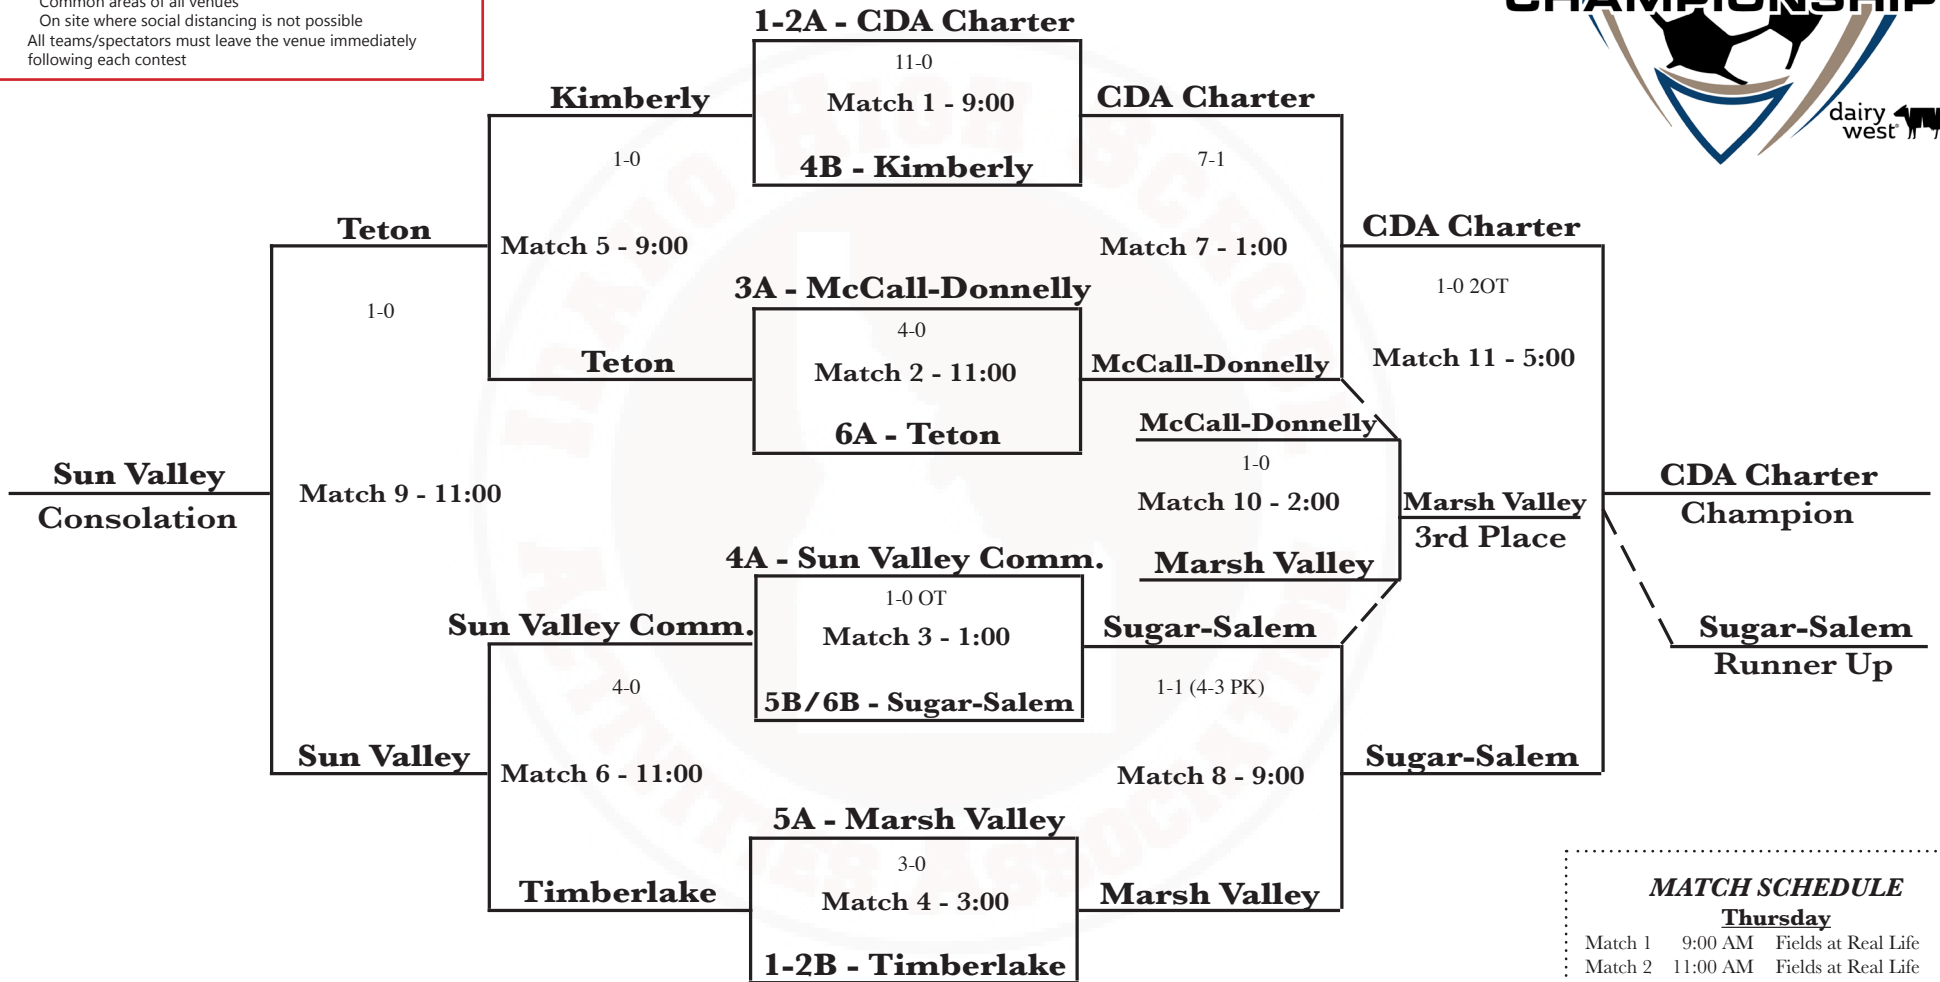 Common areas of all venues
On site where social distancing is not possible
All teams/spectators must leave the venue immediately
following each contest
CHAMPIONSHIP
dairy
west
1-2A - CDA Charter
11-0
Match 1 - 9:00
4B - Kimberly
Kimberly
CDA Charter
1-0
7-1
Teton
Match 5 - 9:00
Match 7 - 1:00
CDA Charter
3A - McCall-Donnelly
4-0
Match 2 - 11:00
6A - Teton
1-0
1-0 2OT
Teton
McCall-Donnelly
Match 11 - 5:00
McCall-Donnelly
1-0
Match 10 - 2:00
Marsh Valley
Marsh Valley
3rd Place
Sun Valley
Consolation
Match 9 - 11:00
CDA Charter
Champion
4A - Sun Valley Comm.
1-0 OT
Match 3 - 1:00
5B/6B - Sugar-Salem
Sun Valley Comm.
Sugar-Salem
4-0
1-1 (4-3 PK)
Sugar-Salem
Runner Up
Sun Valley
Match 6 - 11:00
Match 8 - 9:00
Sugar-Salem
5A - Marsh Valley
3-0
Match 4 - 3:00
1-2B - Timberlake
Timberlake
Marsh Valley
MATCH SCHEDULE
Thursday
Match 1 9:00 AM Fields at Real Life
Match 2 11:00 AM Fields at Real Life
IDAHO HIGH SCHOOL
ACTIVITIES ASSOCIATION